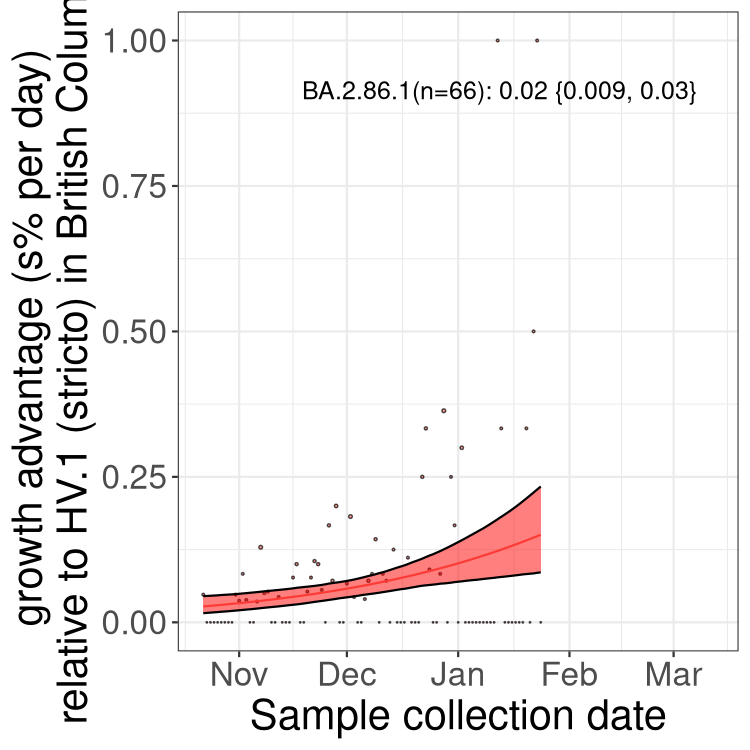 growth advantage (s% per day)
relative to HV.1 (stricto) in British Colum
1.00
0.75
0.50
0.25
0.00
BA.2.86.1(n=66): 0.02 {0.009, 0.03}
Nov Dec Jan Feb Mar
Sample collection date